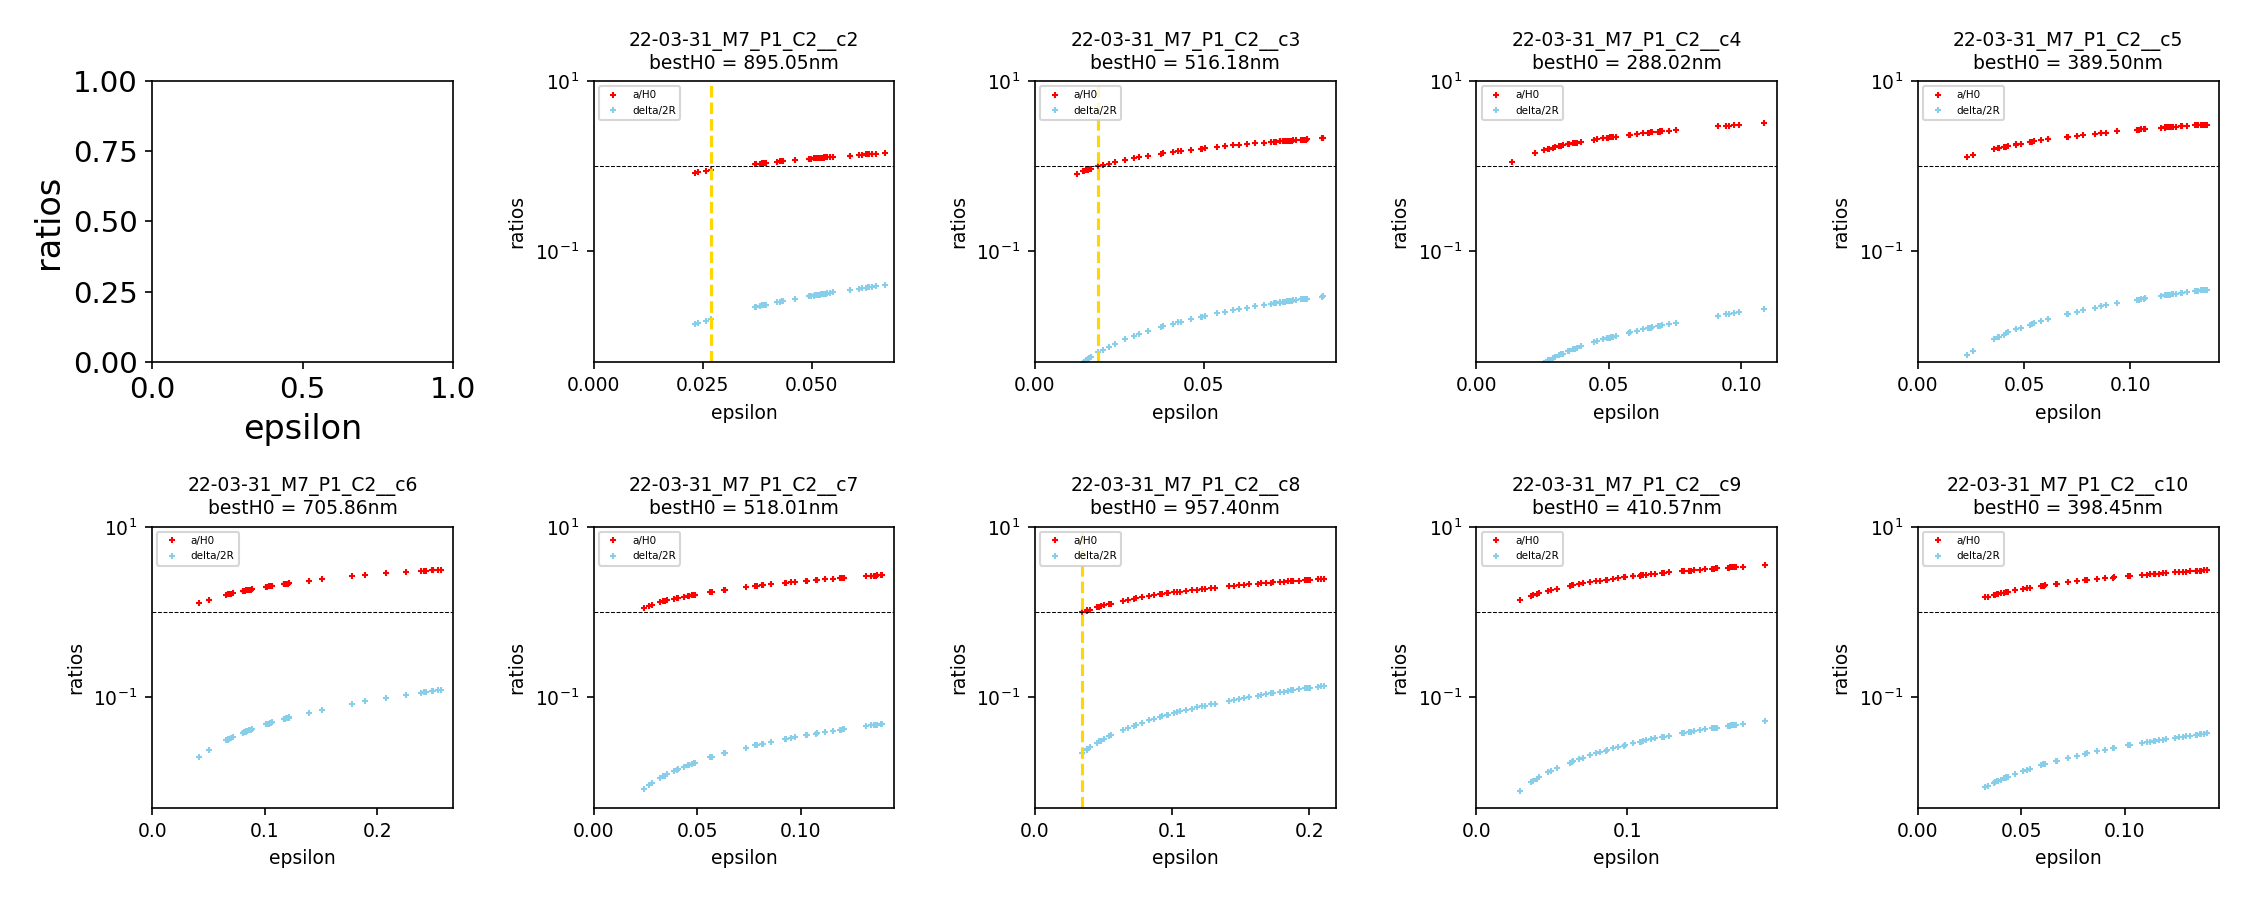 1.00
0.75
0.50
0.25
0.00
0.0
0.5
1.0
ratios
epsilon
22-03-31_M7_P1_C2__c2
bestH0 = 895.05nm
a/H0
delta/2R
10¹
10⁻¹
ratios
0.000
0.025
0.050
epsilon
22-03-31_M7_P1_C2__c3
bestH0 = 516.18nm
a/H0
delta/2R
10¹
10⁻¹
ratios
0.00
0.05
epsilon
22-03-31_M7_P1_C2__c4
bestH0 = 288.02nm
a/H0
delta/2R
10¹
10⁻¹
ratios
0.00
0.05
0.10
epsilon
22-03-31_M7_P1_C2__c5
bestH0 = 389.50nm
a/H0
delta/2R
10¹
10⁻¹
ratios
0.00
0.05
0.10
epsilon
22-03-31_M7_P1_C2__c6
bestH0 = 705.86nm
a/H0
delta/2R
10¹
10⁻¹
ratios
0.0
0.1
0.2
epsilon
22-03-31_M7_P1_C2__c7
bestH0 = 518.01nm
a/H0
delta/2R
10¹
10⁻¹
ratios
0.00
0.05
0.10
epsilon
22-03-31_M7_P1_C2__c8
bestH0 = 957.40nm
a/H0
delta/2R
10¹
10⁻¹
ratios
0.0
0.1
0.2
epsilon
22-03-31_M7_P1_C2__c9
bestH0 = 410.57nm
a/H0
delta/2R
10¹
10⁻¹
ratios
0.0
0.1
epsilon
22-03-31_M7_P1_C2__c10
bestH0 = 398.45nm
a/H0
delta/2R
10¹
10⁻¹
ratios
0.00
0.05
0.10
epsilon